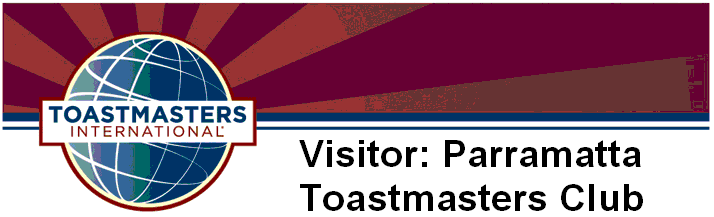 TOASTMASTERS
INTERNATIONAL
Visitor: Parramatta
Toastmasters Club